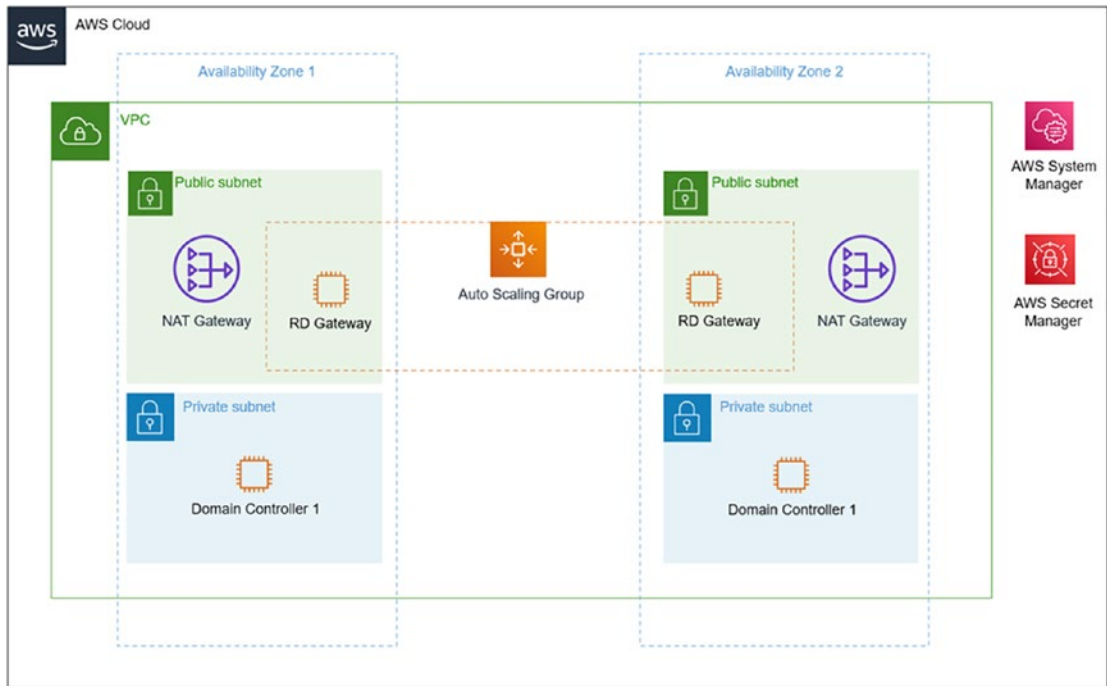 aws
AWS Cloud
Availability Zone 1
Availability Zone 2
VPC
AWS System
Manager
Public subnet
Public subnet
NAT Gateway
RD Gateway
Auto Scaling Group
RD Gateway
NAT Gateway
AWS Secret
Manager
Private subnet
Private subnet
Domain Controller 1
Domain Controller 1